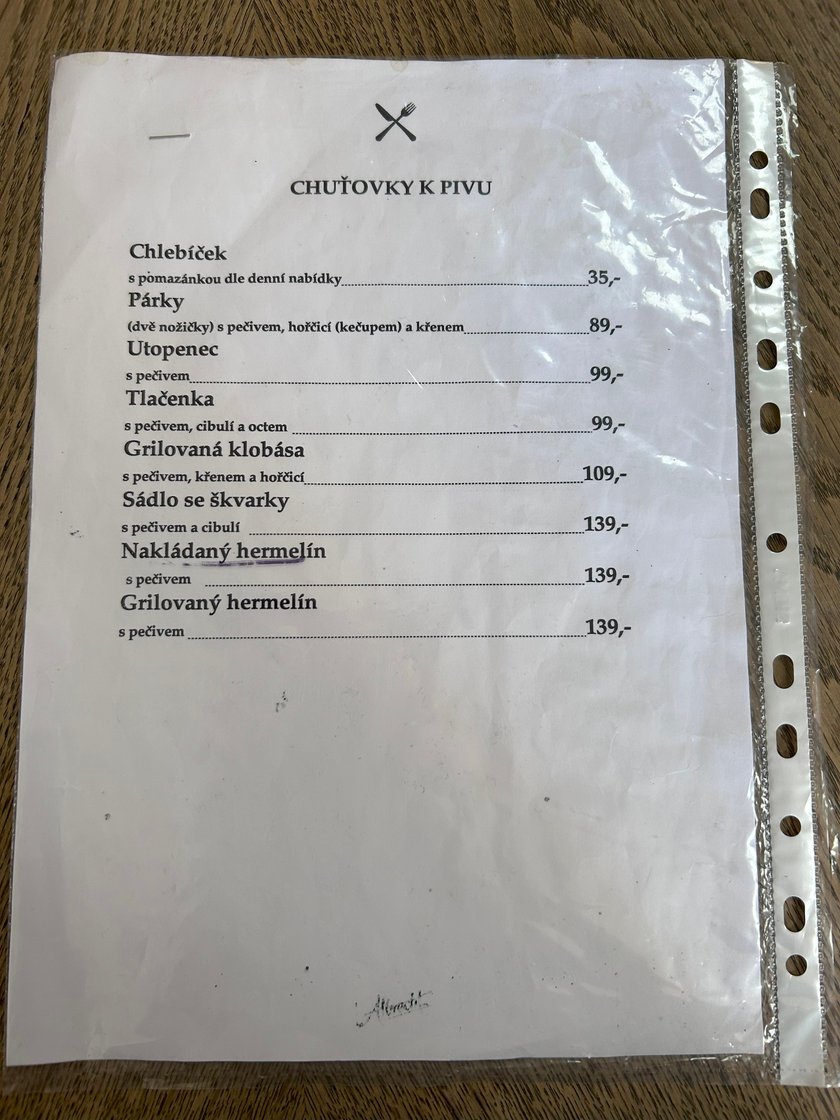 CHUŤOVKY K PIVU
Chlebíček
s pomazánkou dle denní nabídky 35,-
Párky
(dvě nožičky) s pečivem, hořčicí (kečupem) a křenem 89,-
Utopenec
s pečivem 99,-
Tlačenka
s pečivem, cibulí a octem 99,-
Grilovaná klobása
s pečivem, křenem a hořčicí 109,-
Sádlo se škvarky
s pečivem a cibulí 139,-
Nakládaný hermelín
s pečivem 139,-
Grilovaný hermelín
s pečivem 139,-